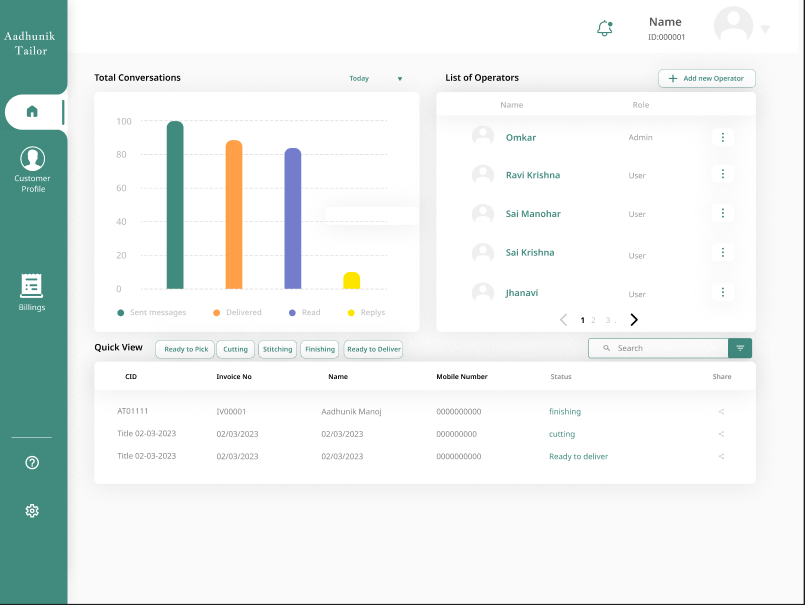 Aadhunik
Tailor
Name
ID:000001
Customer
Profile
Billings
Total Conversations
Today
100
80
60
40
20
0
Sent messages
Delivered
Read
Replys
List of Operators
Add new Operator
Name Role
Omkar Admin
Ravi Krishna User
Sai Manohar User
Sai Krishna User
Jhanavi User
1 2 3 .
Quick View
Ready to Pick
Cutting
Stitching
Finishing
Ready to Deliver
Search
CID Invoice No Name Mobile Number Status Share
AT01111 IV00001 Aadhunik Manoj 0000000000 finishing
Title 02-03-2023 02/03/2023 02/03/2023 000000000 cutting
Title 02-03-2023 02/03/2023 02/03/2023 0000000000 Ready to deliver